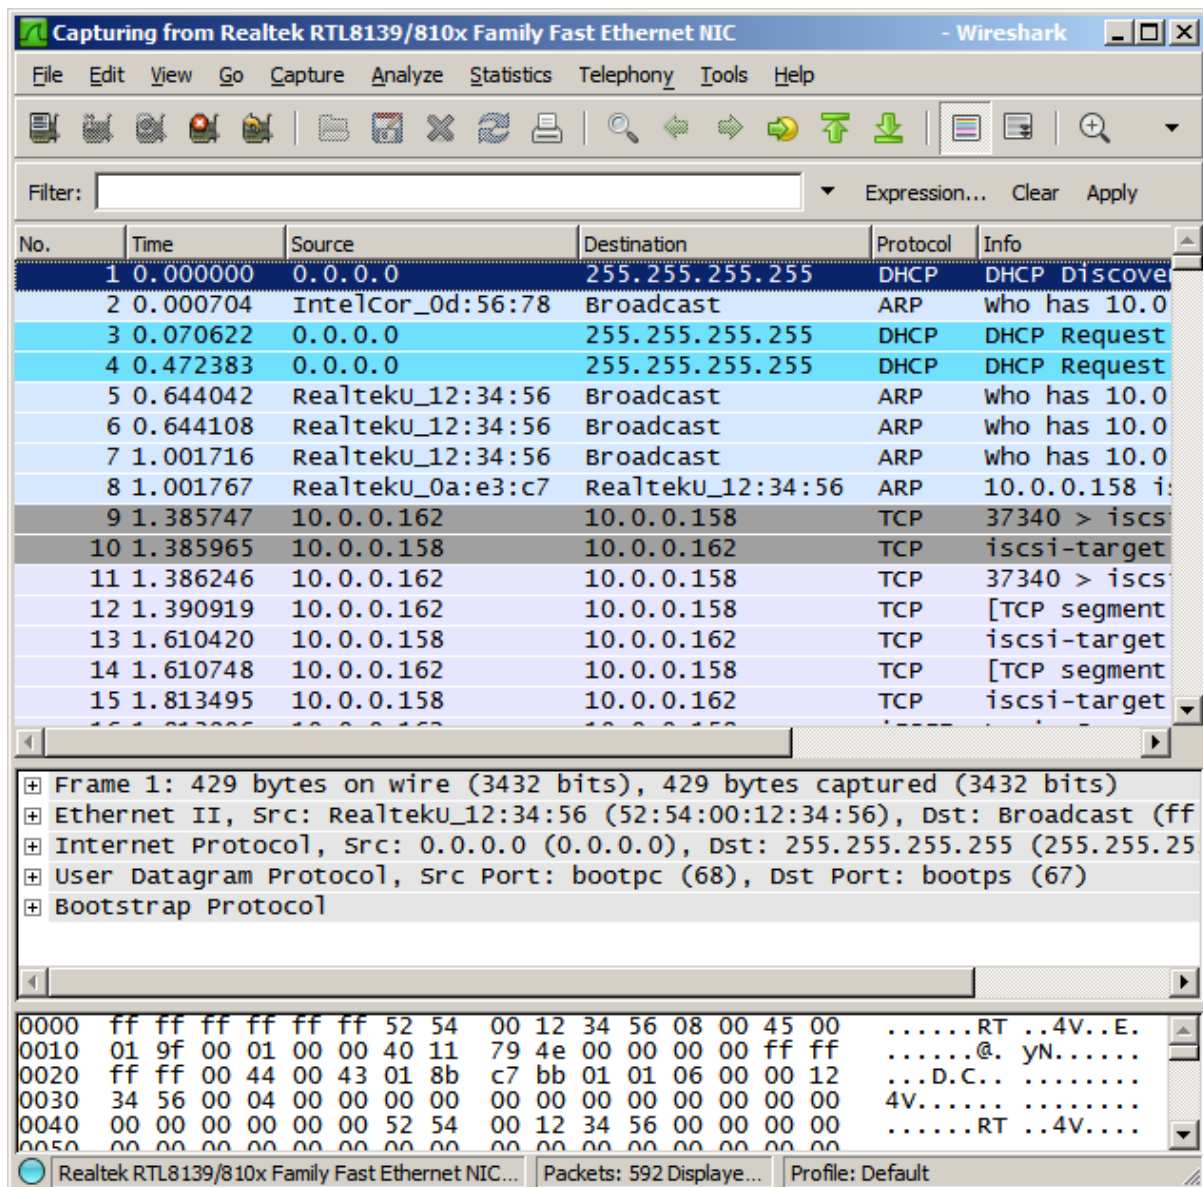 Capturing from Realtek RTL8139/810x Family Fast Ethernet NIC - Wireshark
File Edit View Go Capture Analyze Statistics Telephony Tools Help
Filter: Expression... Clear Apply
No. Time Source Destination Protocol Info
1 0.000000 0.0.0.0 255.255.255.255 DHCP DHCP Discove
2 0.000704 IntelCor_0d:56:78 Broadcast ARP Who has 10.0
3 0.070622 0.0.0.0 255.255.255.255 DHCP DHCP Request
4 0.472383 0.0.0.0 255.255.255.255 DHCP DHCP Request
5 0.644042 RealtekU_12:34:56 Broadcast ARP Who has 10.0
6 0.644108 RealtekU_12:34:56 Broadcast ARP Who has 10.0
7 1.001716 RealtekU_12:34:56 Broadcast ARP Who has 10.0
8 1.001767 RealtekU_0a:e3:c7 RealtekU_12:34:56 ARP 10.0.0.158 i
9 1.385747 10.0.0.162 10.0.0.158 TCP 37340 > iscs
10 1.385965 10.0.0.158 10.0.0.162 TCP iscsi-target
11 1.386246 10.0.0.162 10.0.0.158 TCP 37340 > iscs
12 1.390919 10.0.0.162 10.0.0.158 TCP [TCP segment
13 1.610420 10.0.0.158 10.0.0.162 TCP iscsi-target
14 1.610748 10.0.0.162 10.0.0.158 TCP [TCP segment
15 1.813495 10.0.0.158 10.0.0.162 TCP iscsi-target
Frame 1: 429 bytes on wire (3432 bits), 429 bytes captured (3432 bits)
Ethernet II, Src: RealtekU_12:34:56 (52:54:00:12:34:56), Dst: Broadcast (ff
Internet Protocol, Src: 0.0.0.0 (0.0.0.0), Dst: 255.255.255.255 (255.255.25
User Datagram Protocol, Src Port: bootpc (68), Dst Port: bootps (67)
Bootstrap Protocol
0000 ff ff ff ff ff ff 52 54 00 12 34 56 08 00 45 00 ......RT ..4V..E.
0010 01 9f 00 01 00 00 40 11 79 4e 00 00 00 00 ff ff ......@. yN......
0020 ff ff 00 44 00 43 01 8b c7 bb 01 01 06 00 00 12 ...D.C.. ........
0030 34 56 00 04 00 00 00 00 00 00 00 00 00 00 00 00 4V...... ........
0040 00 00 00 00 00 00 52 54 00 12 34 56 00 00 00 00 ......RT ..4V....
0050 00 00 00 00 00 00 00 00 00 00 00 00 00 00 00 00
Realtek RTL8139/810x Family Fast Ethernet NIC... Packets: 592 Displaye... Profile: Default